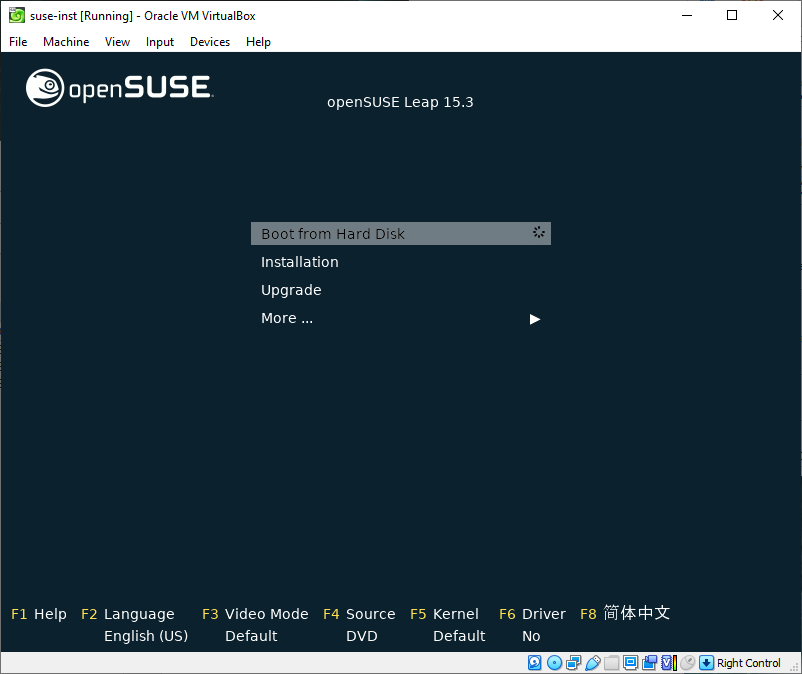 suse-inst [Running] - Oracle VM VirtualBox
File Machine View Input Devices Help
openSUSE
openSUSE Leap 15.3
Boot from Hard Disk
Installation
Upgrade
More ...
F1 Help F2 Language F3 Video Mode F4 Source F5 Kernel F6 Driver F8 简体中文
English (US) Default DVD Default No
Right Control